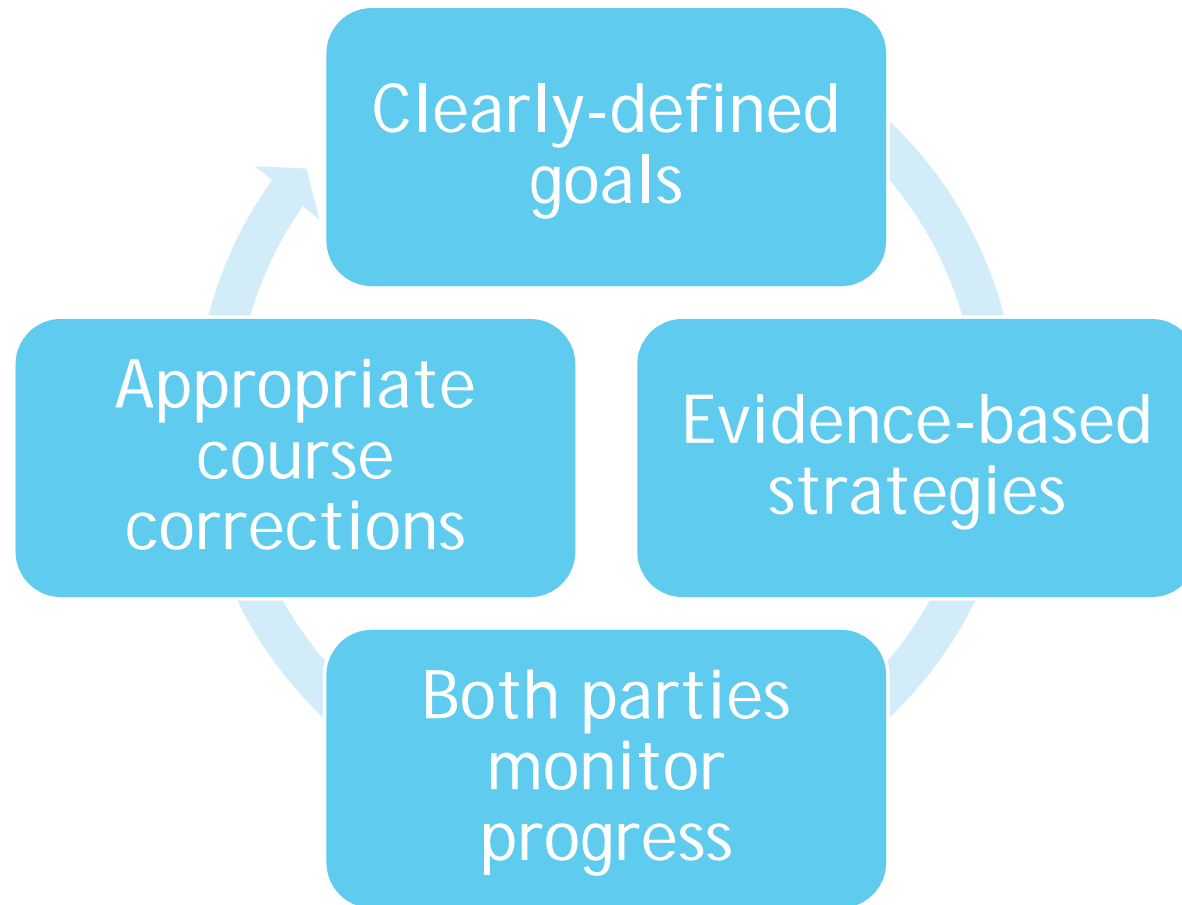 Clearly-defined
goals
Evidence-based
strategies
Both parties
monitor
progress
Appropriate
course
corrections